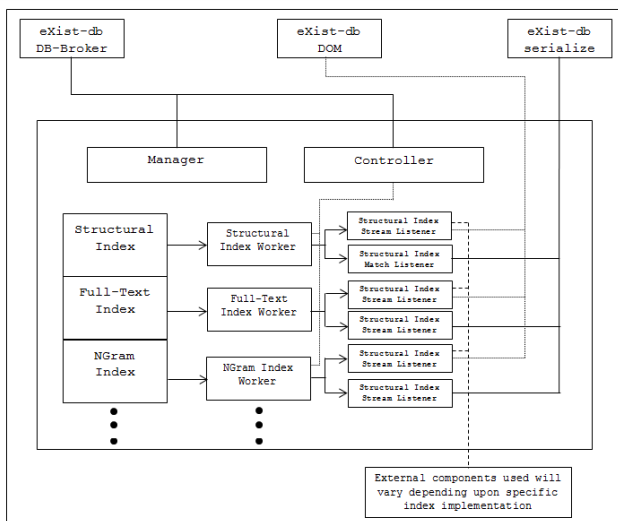 eXist-db
DB-Broker
eXist-db
DOM
eXist-db
serialize
Manager
Controller
Structural
Index
Structural
Index Worker
Structural Index
Stream Listener
Structural Index
Match Listener
Full-Text
Index
Full-Text
Index Worker
Structural Index
Stream Listener
Structural Index
Stream Listener
NGram
Index
NGram Index
Worker
Structural Index
Stream Listener
Structural Index
Stream Listener
External components used will
vary depending upon specific
index implementation